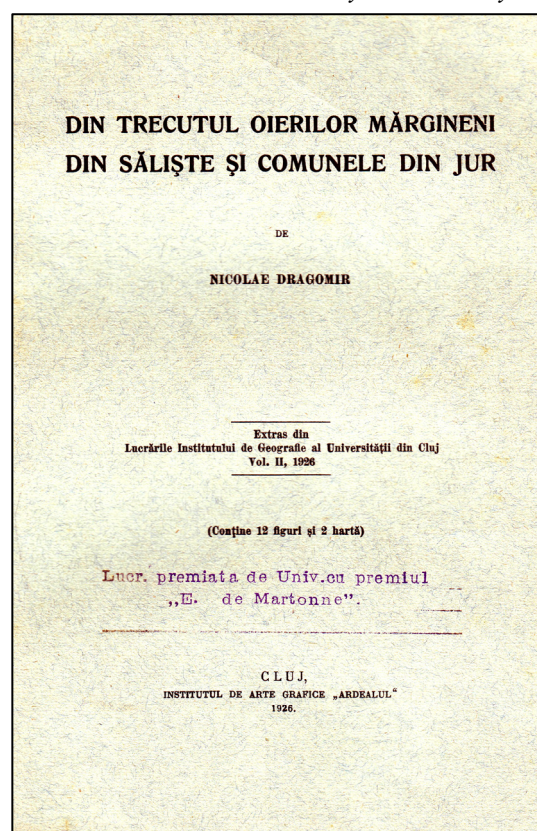 DIN TRECUTUL OIERILOR MĂRGINENI
DIN SĂLIŞTE ŞI COMUNELE DIN JUR
DE
NICOLAE DRAGOMIR
Extras din
Lucrările Institutului de Geografie al Universităţii din Cluj
Vol. II, 1926
(Conţine 12 figuri şi 2 hartă)
Lucr. premiata de Univ.cu premiul
„E. de Martonne”.
CLUJ,
INSTITUTUL DE ARTE GRAFICE „ARDEALUL“
1926.